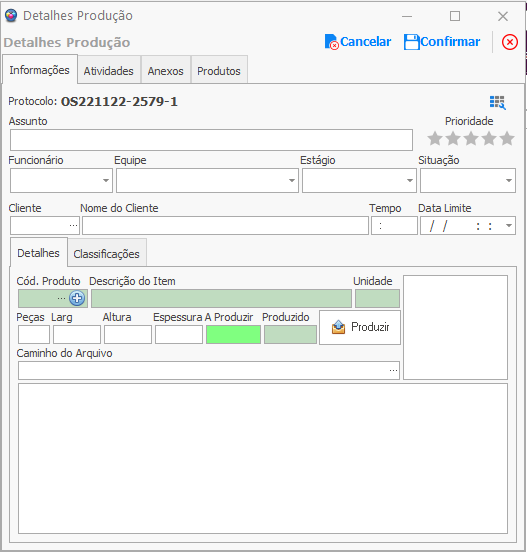 Detalhes Produção
Detalhes Produção Cancelar Confirmar
Informações Atividades Anexos Produtos
Protocolo: OS221122-2579-1
Assunto Prioridade
Funcionário Equipe Estágio Situação
Cliente Nome do Cliente Tempo Data Limite
... : / / : :
Detalhes Classificações
Cód. Produto Descrição do Item Unidade
...
Peças Larg Altura Espessura A Produzir Produzido
Produzir
Caminho do Arquivo
...